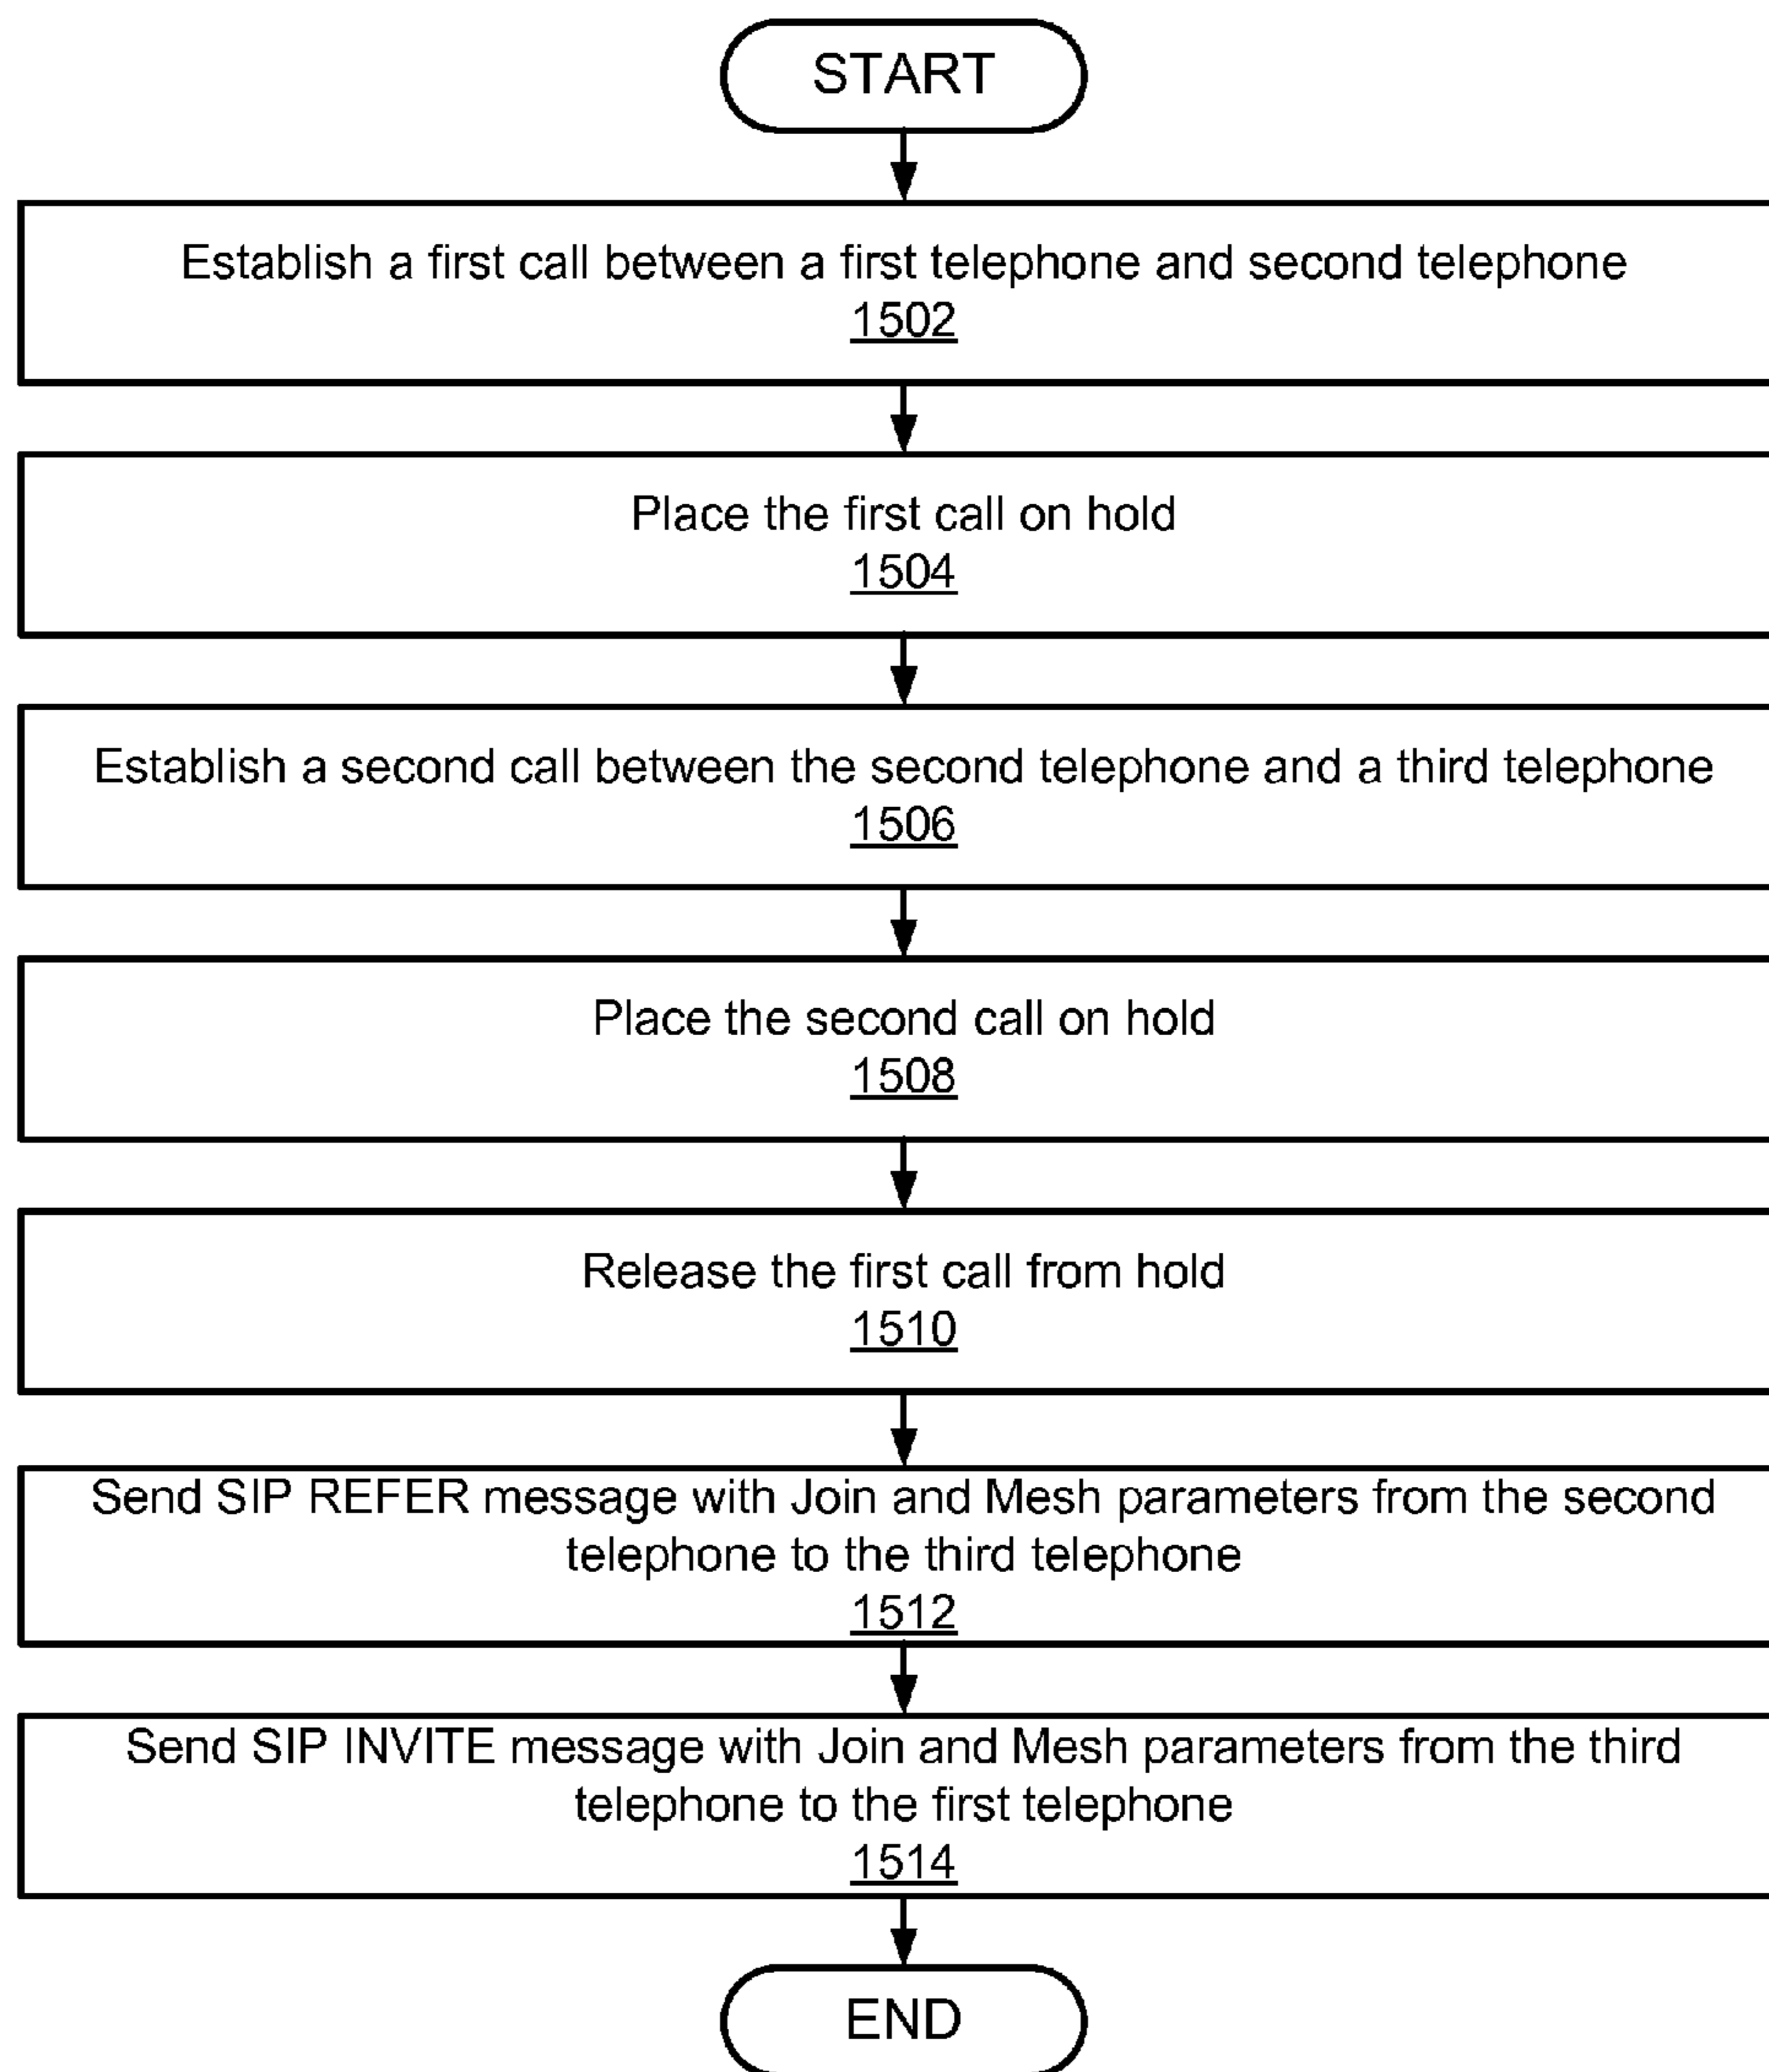 START
Establish a first call between a first telephone and second telephone
1502
Place the first call on hold
1504
Establish a second call between the second telephone and a third telephone
1506
Place the second call on hold
1508
Release the first call from hold
1510
Send SIP REFER message with Join and Mesh parameters from the second
telephone to the third telephone
1512
Send SIP INVITE message with Join and Mesh parameters from the third
telephone to the first telephone
1514
END